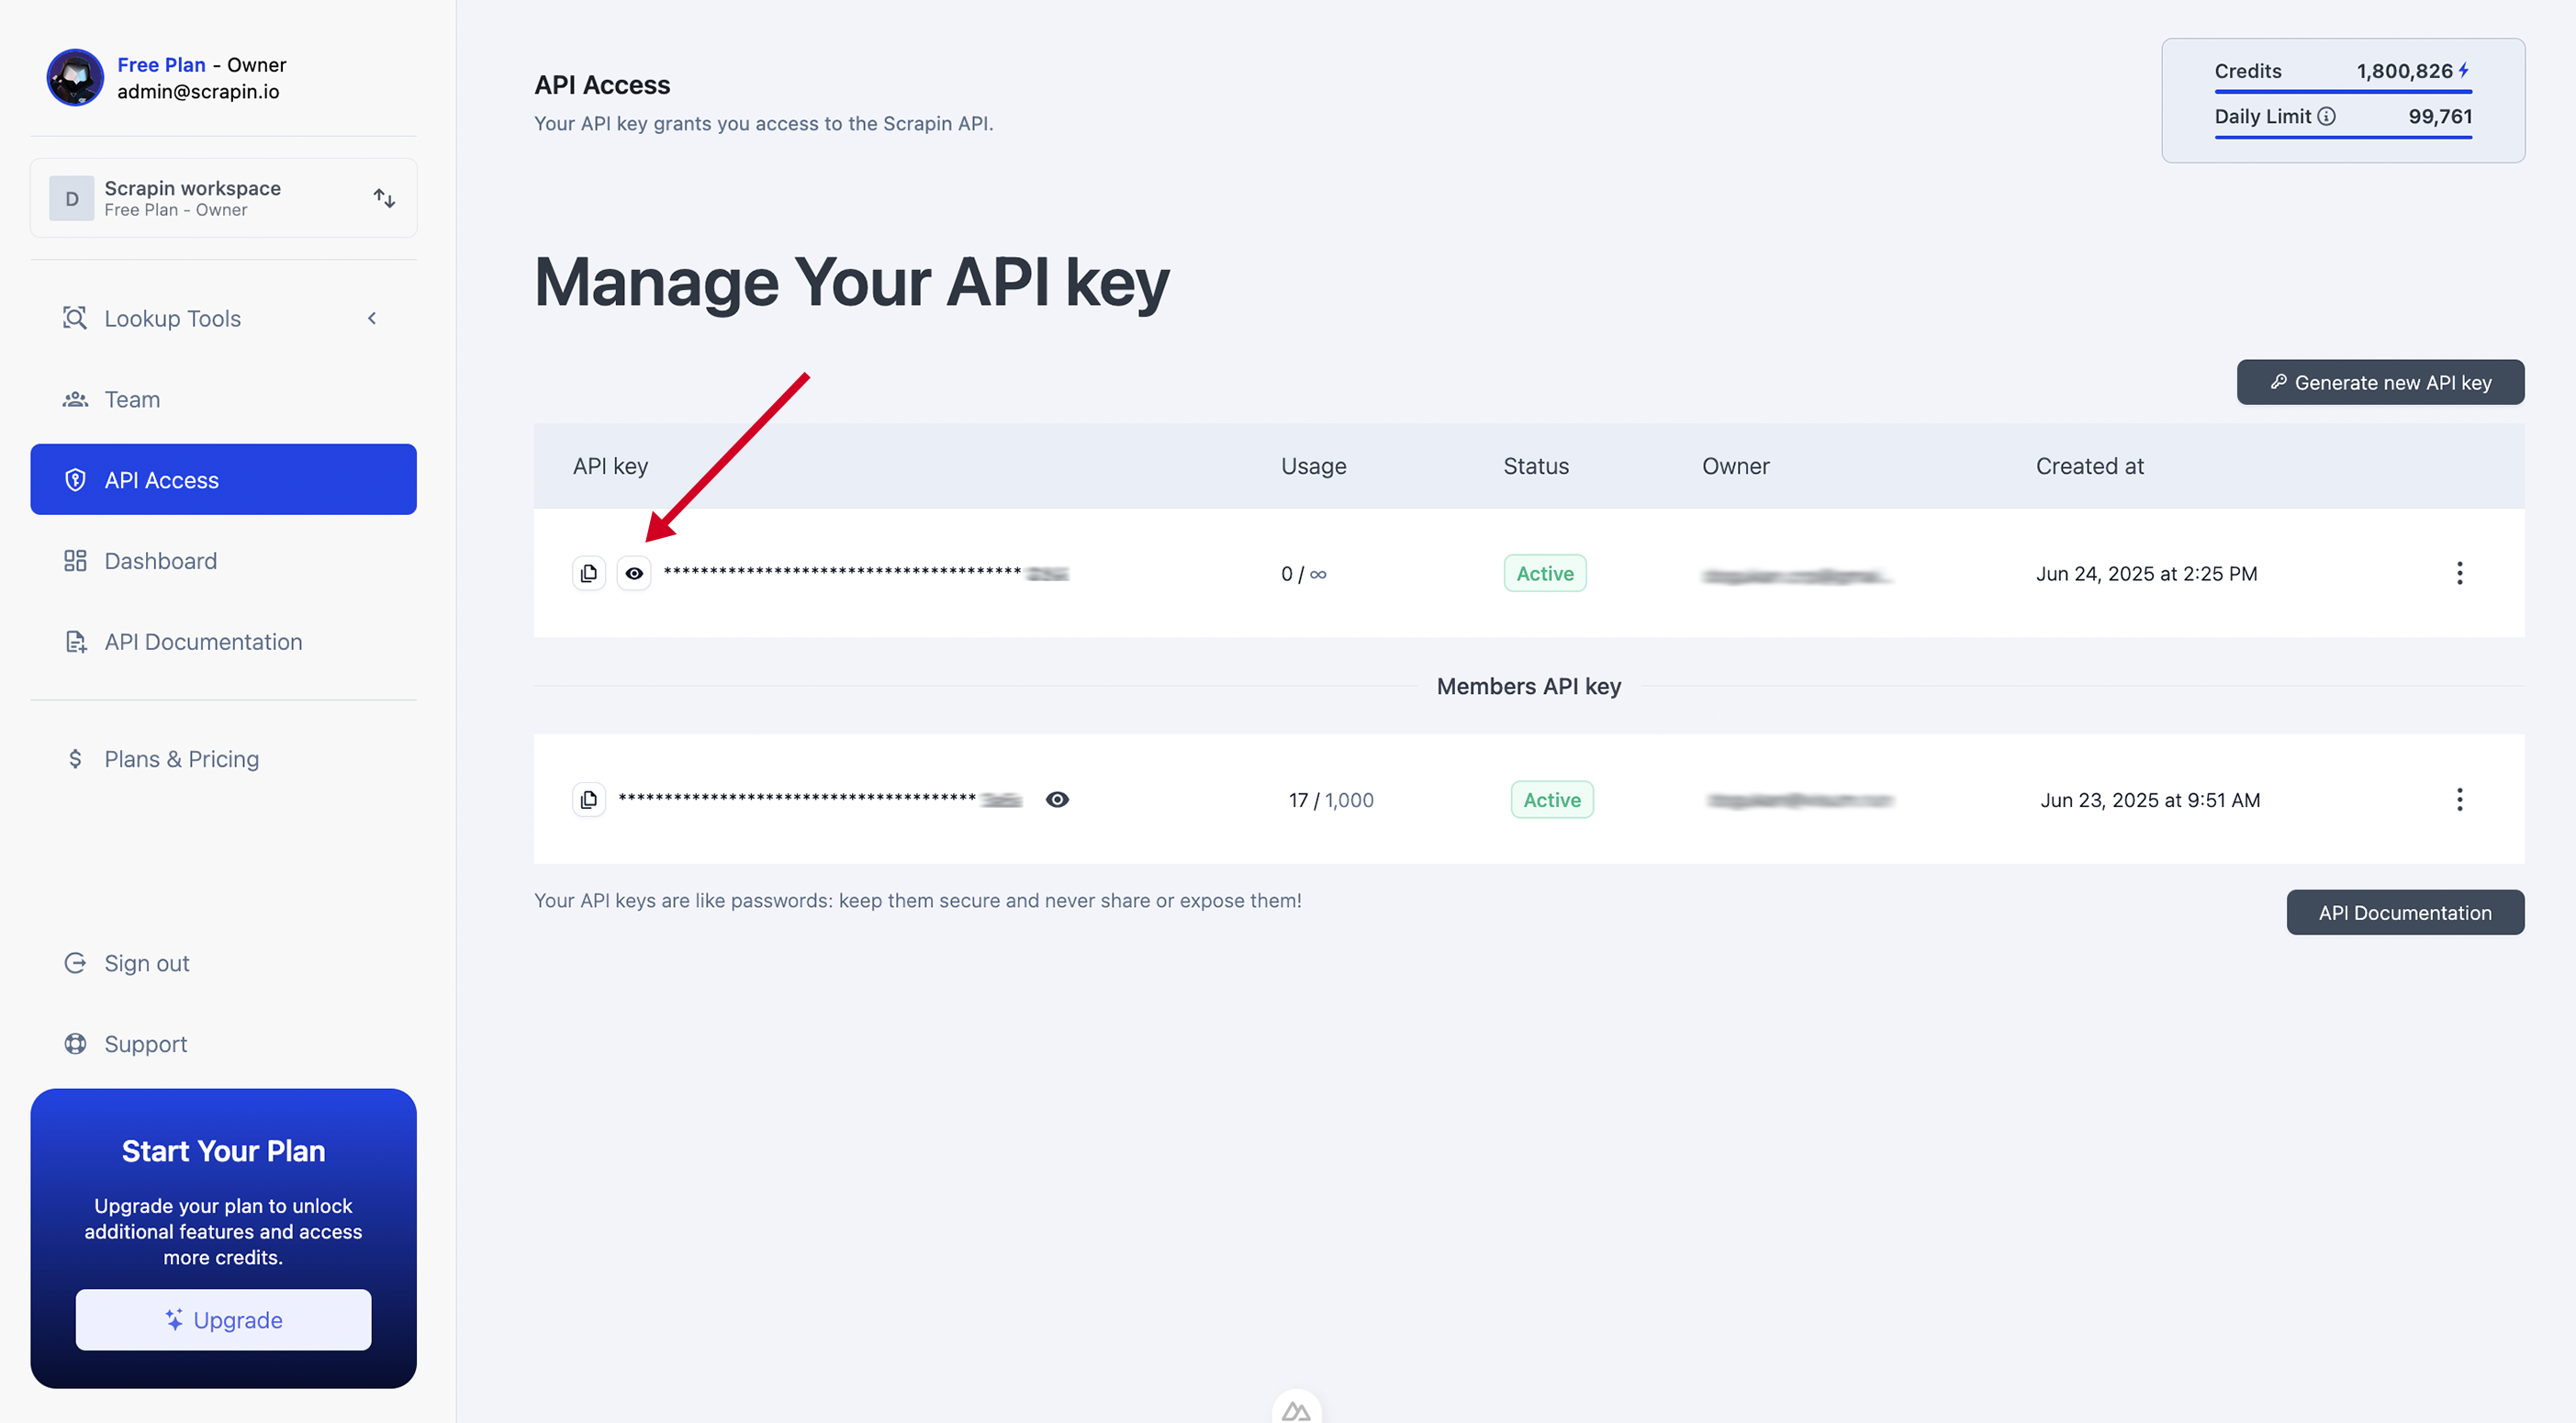 Free Plan - Owner
admin@scrapin.io
D
Scrapin workspace
Free Plan - Owner
Lookup Tools
Team
API Access
Dashboard
API Documentation
Plans & Pricing
Sign out
Support
Start Your Plan
Upgrade your plan to unlock
additional features and access
more credits.
Upgrade
API Access
Your API key grants you access to the Scrapin API.
Credits 1,800,826
Daily Limit 99,761
Manage Your API key
Generate new API key
API key Usage Status Owner Created at
*************************************** 0 / ∞ Active Jun 24, 2025 at 2:25 PM
Members API key
*************************************** 17 / 1,000 Active Jun 23, 2025 at 9:51 AM
Your API keys are like passwords: keep them secure and never share or expose them!
API Documentation